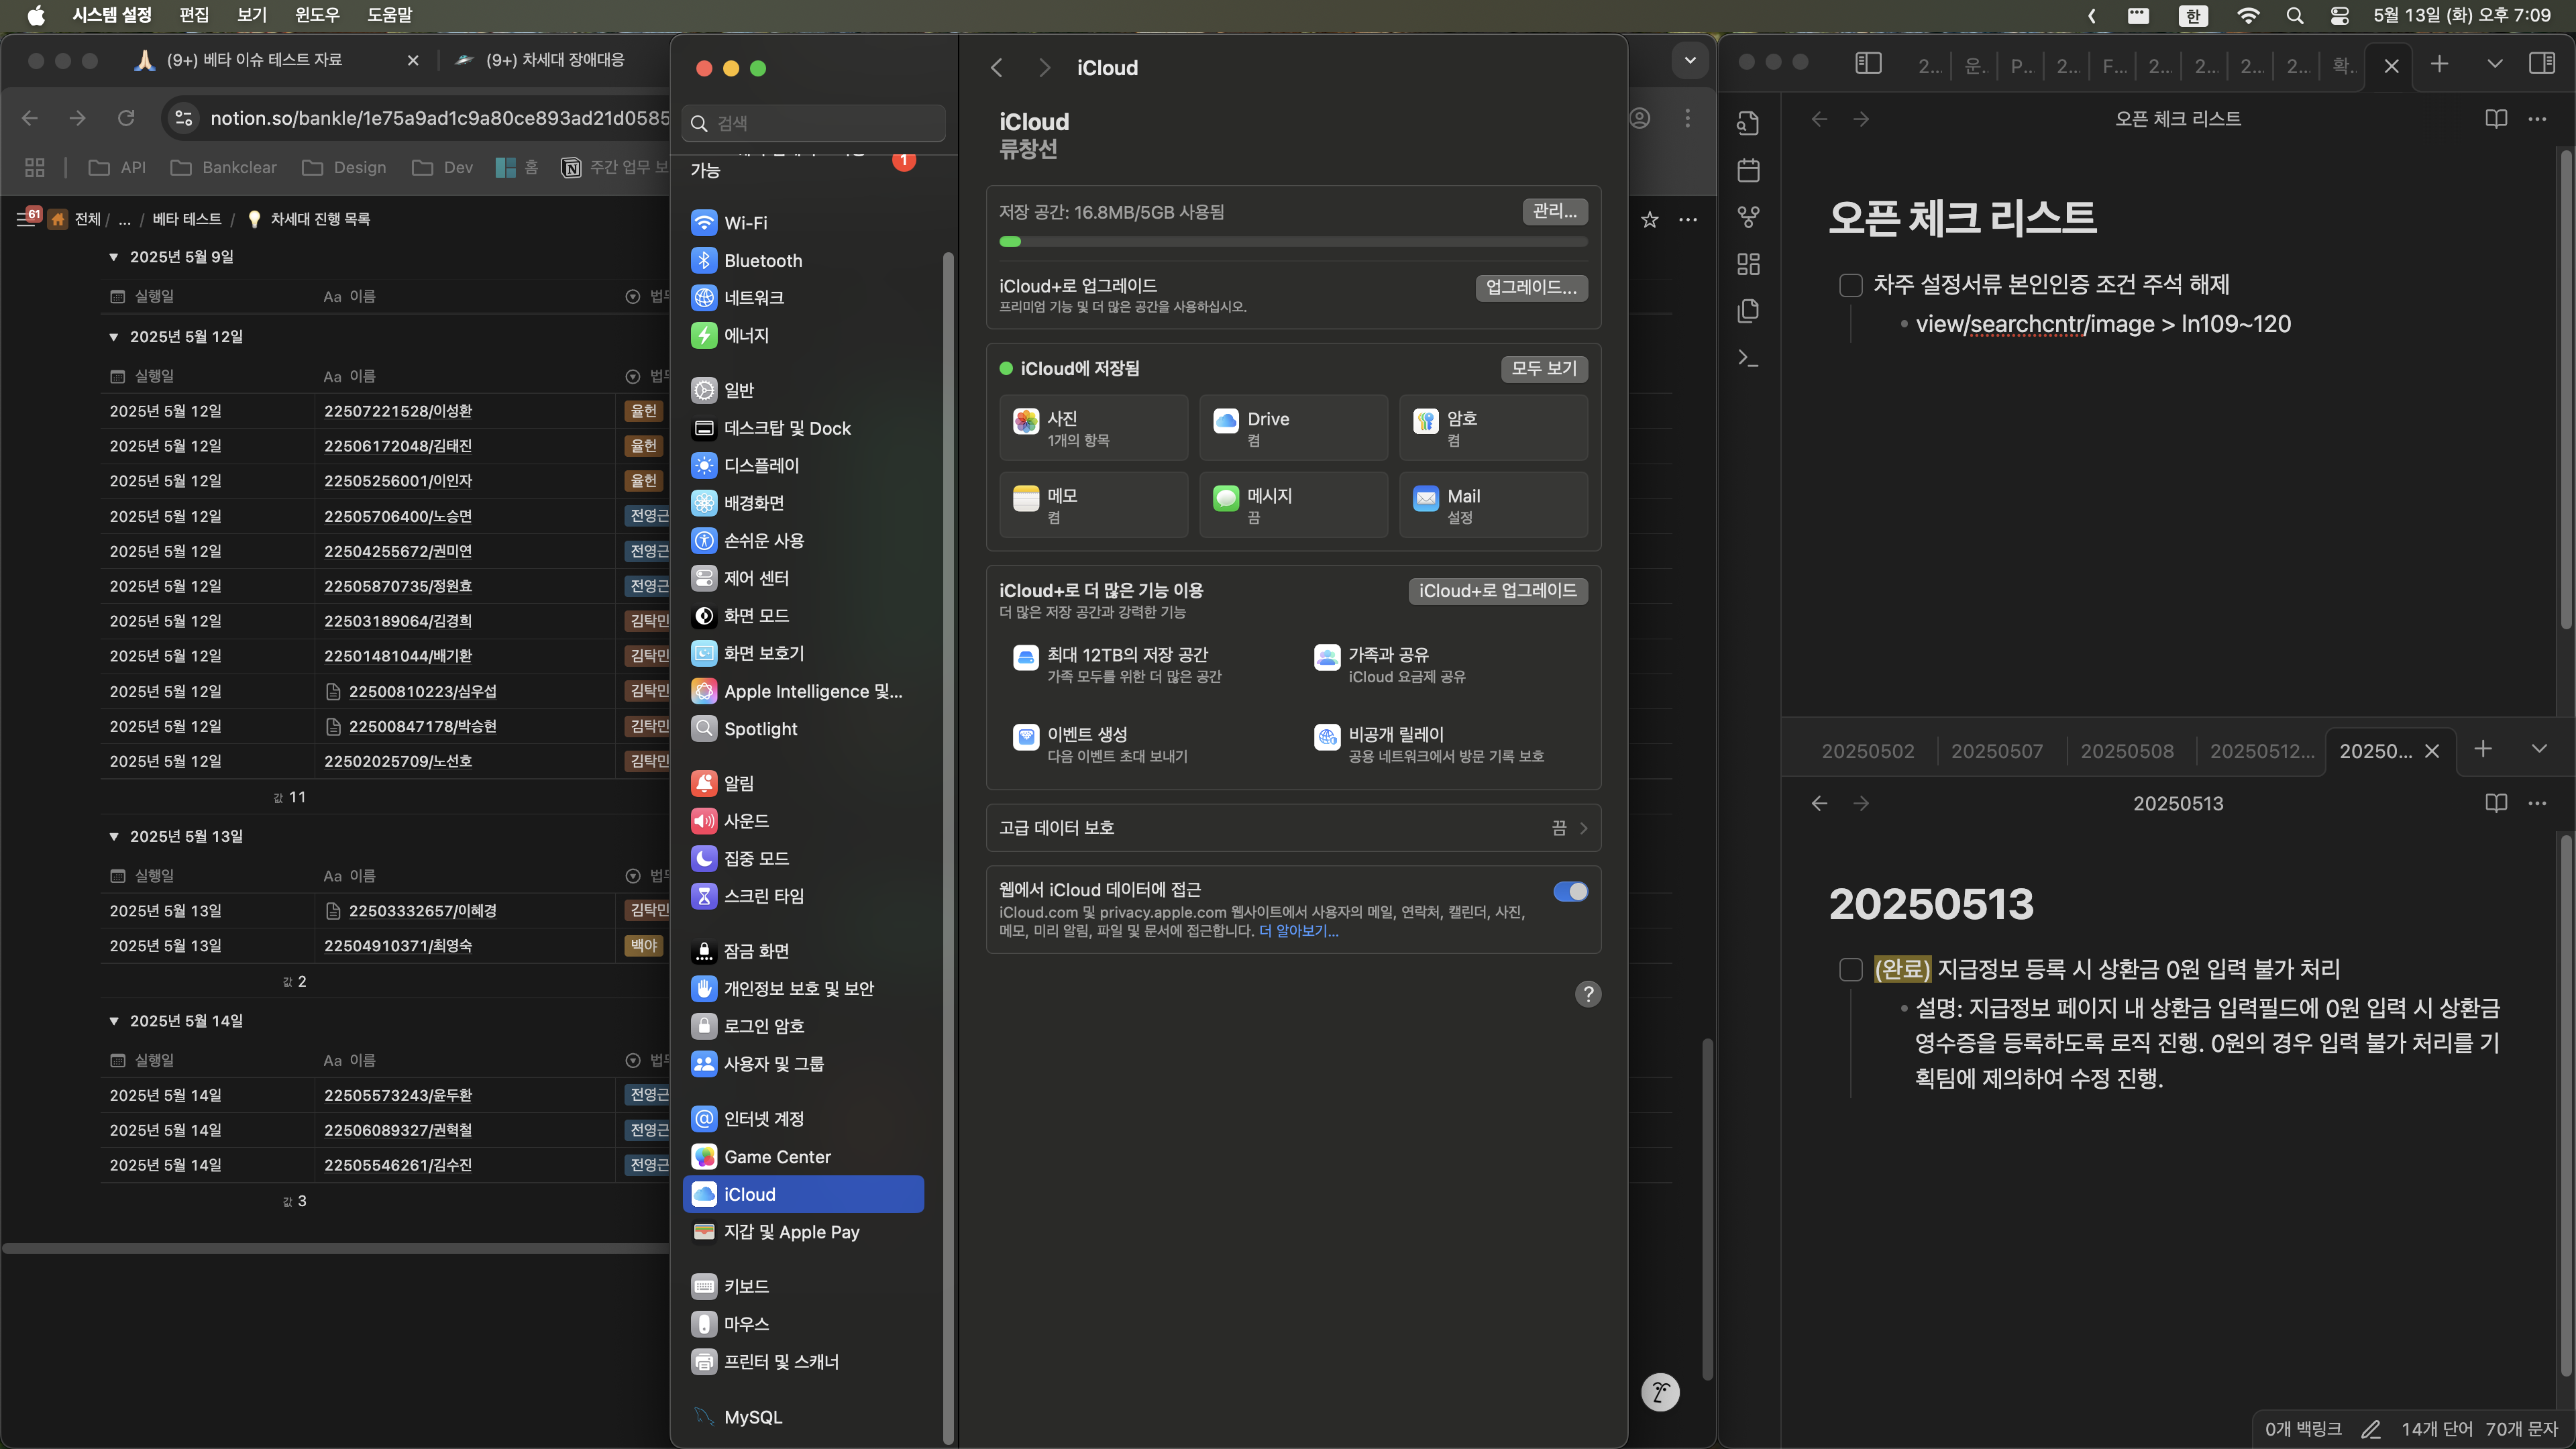 시스템 설정 편집 보기 윈도우 도움말
한 5월 13일 (화) 오후 7:09
(9+) 베타 이슈 테스트 자료
(9+) 차세대 장애대응
notion.so/bankle/1e75a9ad1c9a80ce893ad21d0585
API Bankclear Design Dev 홈 주간 업무 보
61 전체 / ... / 베타 테스트 / 차세대 진행 목록
2025년 5월 9일
실행일 Aa 이름 법무
2025년 5월 12일
실행일 Aa 이름 법무
2025년 5월 12일 22507221528/이성환 율헌
2025년 5월 12일 22506172048/김태진 율헌
2025년 5월 12일 22505256001/이인자 율헌
2025년 5월 12일 22505706400/노승면 전영근
2025년 5월 12일 22504255672/권미연 전영근
2025년 5월 12일 22505870735/정원효 전영근
2025년 5월 12일 22503189064/김경희 김탁민
2025년 5월 12일 22501481044/배기환 김탁민
2025년 5월 12일 22500810223/심우섭 김탁민
2025년 5월 12일 22500847178/박승현 김탁민
2025년 5월 12일 22502025709/노선호 김탁민
값 11
2025년 5월 13일
실행일 Aa 이름 법무
2025년 5월 13일 22503332657/이혜경 김탁민
2025년 5월 13일 22504910371/최영숙 백야
값 2
2025년 5월 14일
실행일 Aa 이름 법무
2025년 5월 14일 22505573243/윤두환 전영근
2025년 5월 14일 22506089327/권혁철 전영근
2025년 5월 14일 22505546261/김수진 전영근
값 3
검색
가능 1
Wi-Fi
Bluetooth
네트워크
에너지
일반
데스크탑 및 Dock
디스플레이
배경화면
손쉬운 사용
제어 센터
화면 모드
화면 보호기
Apple Intelligence 및...
Spotlight
알림
사운드
집중 모드
스크린 타임
잠금 화면
개인정보 보호 및 보안
로그인 암호
사용자 및 그룹
인터넷 계정
Game Center
iCloud
지갑 및 Apple Pay
키보드
마우스
프린터 및 스캐너
MySQL
iCloud
iCloud
류창선
저장 공간: 16.8MB/5GB 사용됨 관리...
iCloud+로 업그레이드 업그레이드...
프리미엄 기능 및 더 많은 공간을 사용하십시오.
iCloud에 저장됨 모두 보기
사진
1개의 항목
Drive
켬
암호
켬
메모
켬
메시지
끔
Mail
설정
iCloud+로 더 많은 기능 이용 iCloud+로 업그레이드
더 많은 저장 공간과 강력한 기능
최대 12TB의 저장 공간
가족 모두를 위한 더 많은 공간
가족과 공유
iCloud 요금제 공유
이벤트 생성
다음 이벤트 초대 보내기
비공개 릴레이
공용 네트워크에서 방문 기록 보호
고급 데이터 보호 끔
웹에서 iCloud 데이터에 접근
iCloud.com 및 privacy.apple.com 웹사이트에서 사용자의 메일, 연락처, 캘린더, 사진,
메모, 미리 알림, 파일 및 문서에 접근합니다. 더 알아보기...
?
2... 운.. P... 2... F... 2... 2... 2... 2... 확..
오픈 체크 리스트
오픈 체크 리스트
차주 설정서류 본인인증 조건 주석 해제
view/searchcntr/image > ln109~120
20250502 20250507 20250508 20250512... 20250...
20250513
20250513
(완료) 지급정보 등록 시 상환금 0원 입력 불가 처리
설명: 지급정보 페이지 내 상환금 입력필드에 0원 입력 시 상환금
영수증을 등록하도록 로직 진행. 0원의 경우 입력 불가 처리를 기
획팀에 제의하여 수정 진행.
0개 백링크 14개 단어 70개 문자